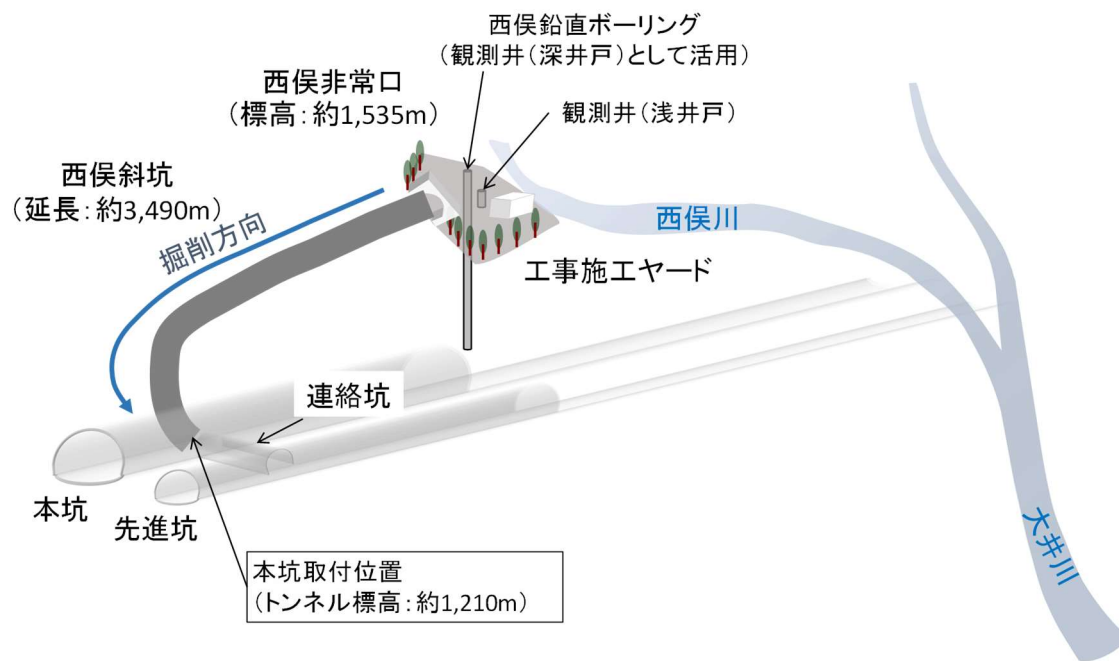 西俣鉛直ボーリング
（観測井（深井戸）として活用）
西俣非常口
（標高：約1,535m）
観測井（浅井戸）
西俣斜坑
（延長：約3,490m）
掘削方向
西俣川
工事施工ヤード
連絡坑
本坑
先進坑
大井川
本坑取付位置
（トンネル標高：約1,210m）